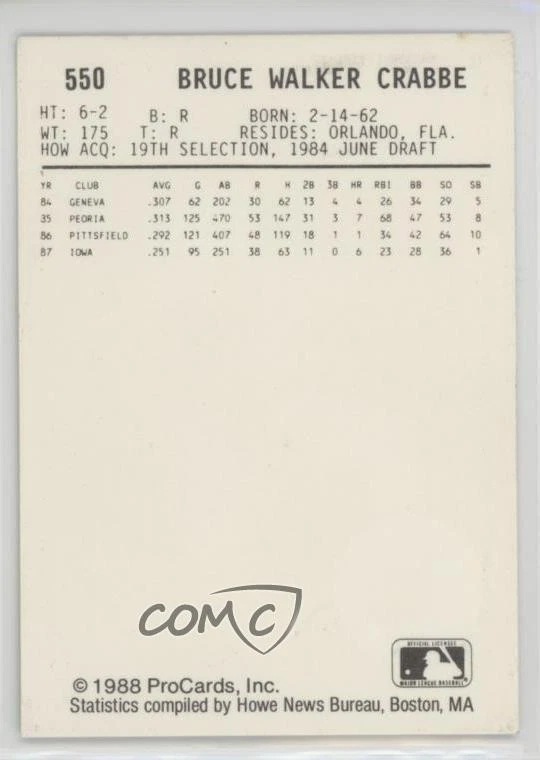 550 BRUCE WALKER CRABBE
HT: 6-2 B: R BORN: 2-14-62
WT: 175 T: R RESIDES: ORLANDO, FLA.
HOW ACQ: 19TH SELECTION, 1984 JUNE DRAFT
YR CLUB AVG G AB R H 2B 3B HR RBI BB SO SB
84 GENEVA .307 62 202 30 62 13 4 4 26 34 29 5
35 PEORIA .313 125 470 53 147 31 3 7 68 47 53 8
86 PITTSFIELD .292 121 407 48 119 18 1 1 34 42 64 10
87 IOWA .251 95 251 38 63 11 0 6 23 28 36 1
COMC
OFFICIAL LICENSEE
MAJOR LEAGUE BASEBALL
© 1988 ProCards, Inc.
Statistics compiled by Howe News Bureau, Boston, MA